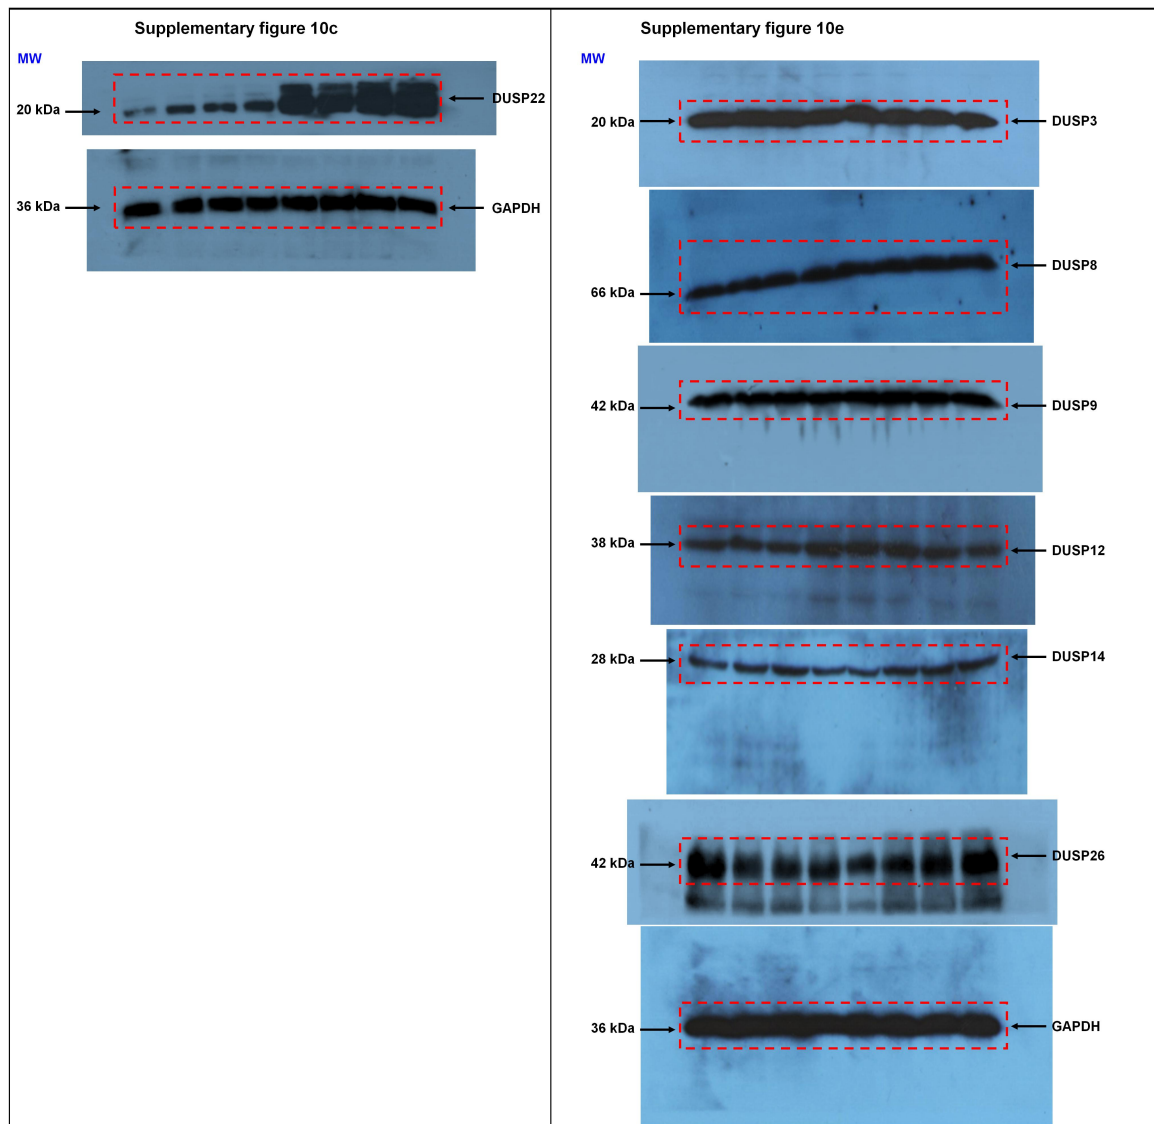 Supplementary figure 10c
MW
20 kDa
DUSP22
36 kDa
GAPDH
Supplementary figure 10e
MW
20 kDa
DUSP3
DUSP8
66 kDa
42 kDa
DUSP9
38 kDa
DUSP12
28 kDa
DUSP14
42 kDa
DUSP26
36 kDa
GAPDH